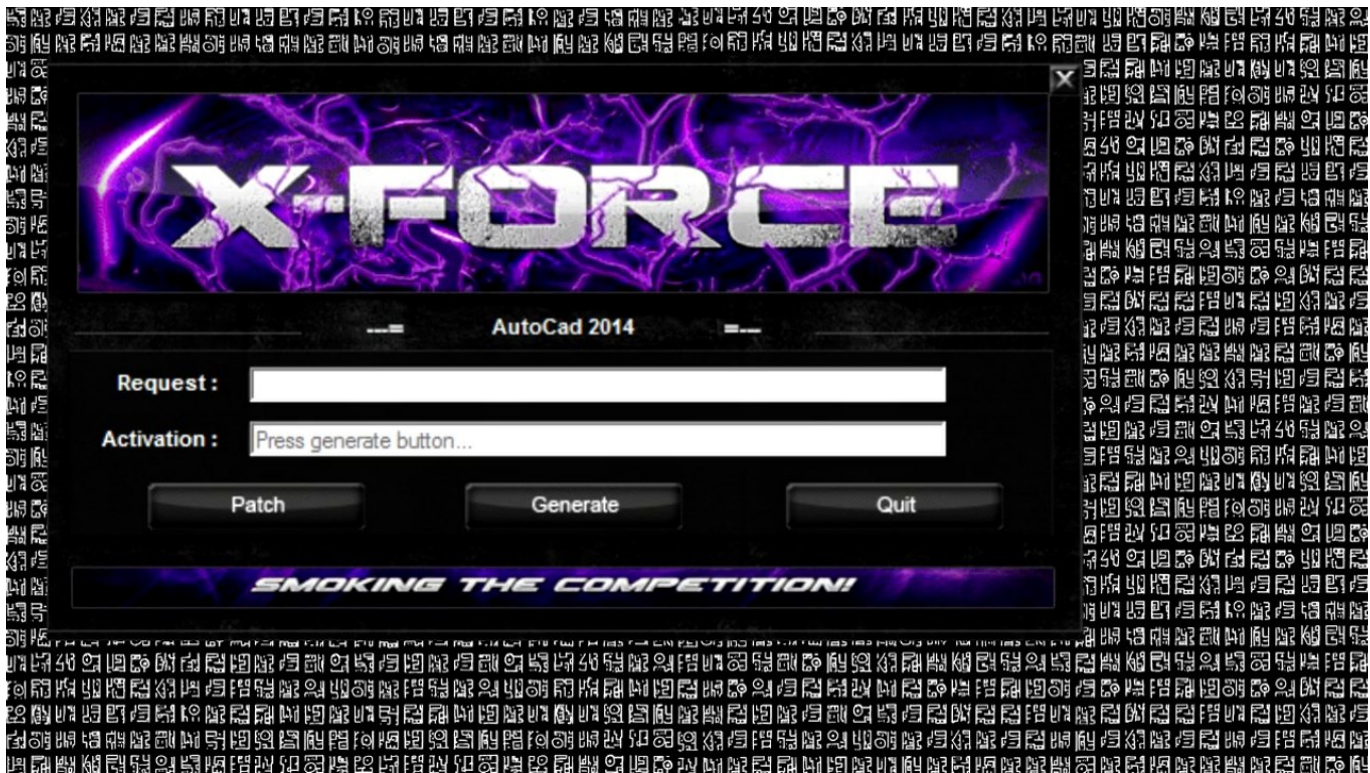 X
X-FORCE
---= AutoCad 2014 =---
Request :
Activation : Press generate button...
Patch Generate Quit
SMOKING THE COMPETITION!